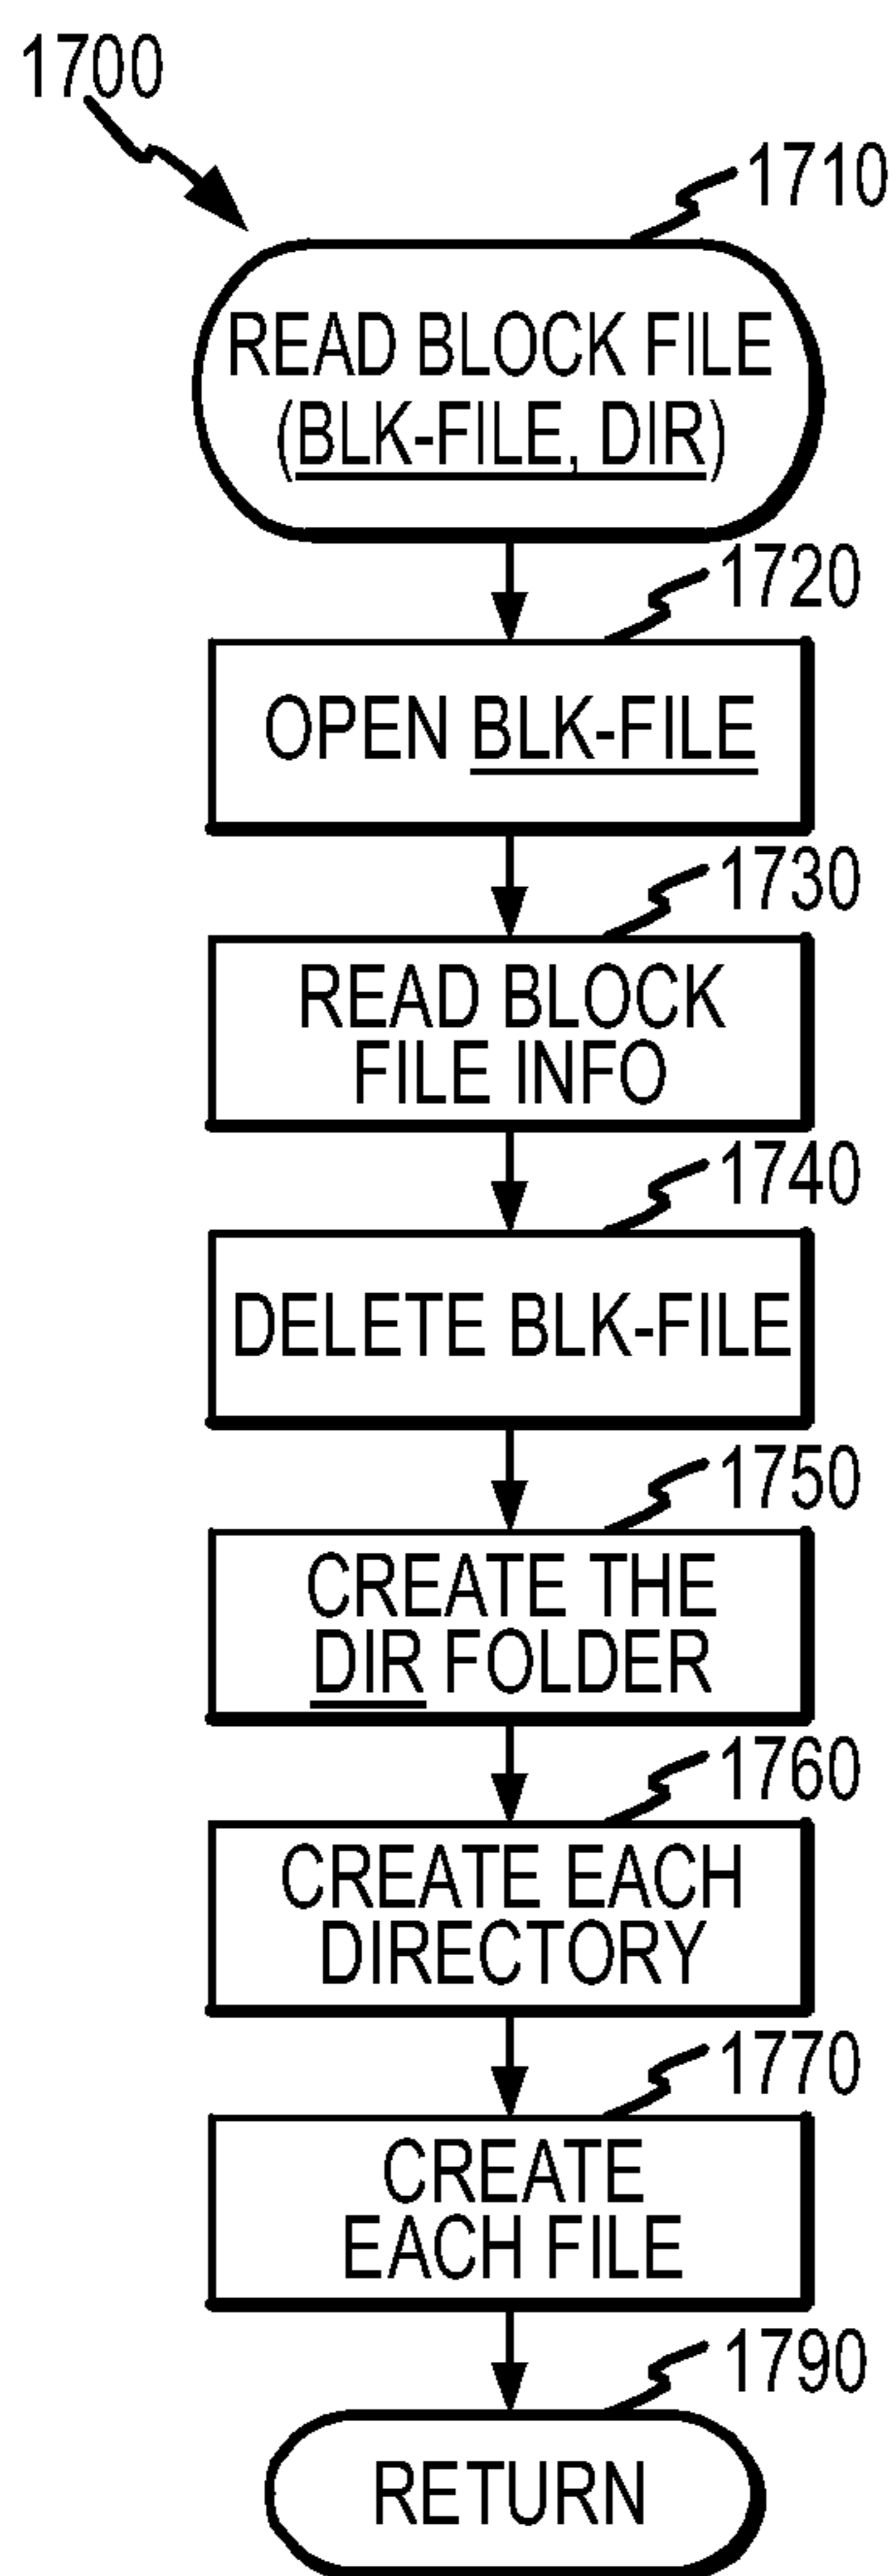 1700
1710
READ BLOCK FILE
(BLK-FILE, DIR)
1720
OPEN BLK-FILE
1730
READ BLOCK
FILE INFO
1740
DELETE BLK-FILE
1750
CREATE THE
DIR FOLDER
1760
CREATE EACH
DIRECTORY
1770
CREATE
EACH FILE
1790
RETURN